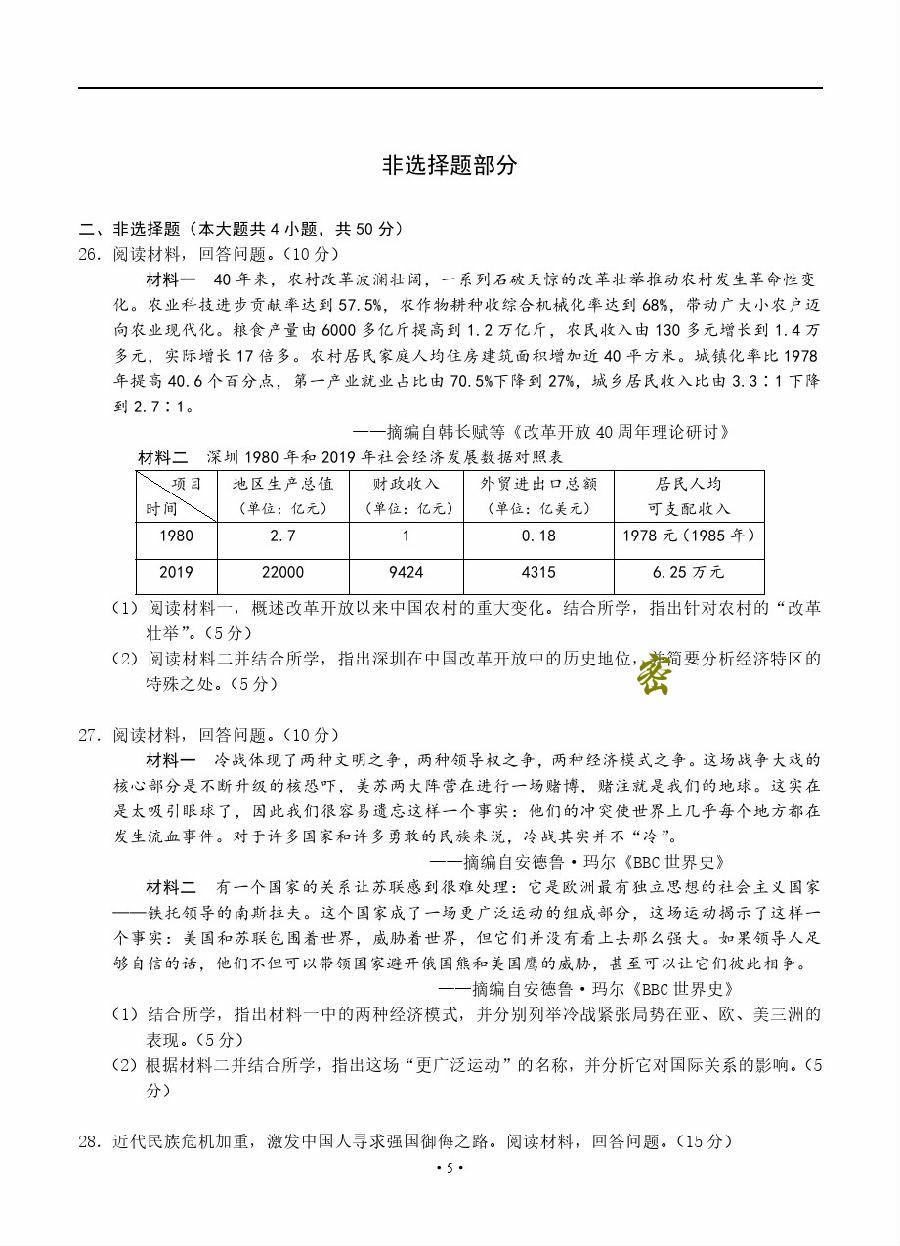 非选择题部分
二、非选择题（本大题共 4 小题，共 50 分）
26．阅读材料，回答问题。（10 分）
材料一 40 年来，农村改革波澜壮阔，一系列石破天惊的改革壮举推动农村发生革命性变
化。农业科技进步贡献率达到 57.5%，农作物耕种收综合机械化率达到 68%，带动广大小农户迈
向农业现代化。粮食产量由 6000 多亿斤提高到 1.2 万亿斤，农民收入由 130 多元增长到 1.4 万
多元，实际增长 17 倍多。农村居民家庭人均住房建筑面积增加近 40 平方米。城镇化率比 1978
年提高 40.6 个百分点，第一产业就业占比由 70.5%下降到 27%，城乡居民收入比由 3.3∶1 下降
到 2.7∶1。
——摘编自韩长赋等《改革开放 40 周年理论研讨》
材料二 深圳 1980 年和 2019 年社会经济发展数据对照表
项目 地区生产总值 财政收入 外贸进出口总额 居民人均
时间 （单位：亿元） （单位：亿元） （单位：亿美元） 可支配收入
1980 2.7 1 0.18 1978 元（1985 年）
2019 22000 9424 4315 6.25 万元
（1）阅读材料一，概述改革开放以来中国农村的重大变化。结合所学，指出针对农村的“改革
壮举”。（5 分）
（2）阅读材料二并结合所学，指出深圳在中国改革开放中的历史地位，并简要分析经济特区的
特殊之处。（5 分）
密
27．阅读材料，回答问题。（10 分）
材料一 冷战体现了两种文明之争，两种领导权之争，两种经济模式之争。这场战争大戏的
核心部分是不断升级的核恐吓，美苏两大阵营在进行一场赌博，赌注就是我们的地球。这实在
是太吸引眼球了，因此我们很容易遗忘这样一个事实：他们的冲突使世界上几乎每个地方都在
发生流血事件。对于许多国家和许多勇敢的民族来说，冷战其实并不“冷”。
——摘编自安德鲁·玛尔《BBC 世界史》
材料二 有一个国家的关系让苏联感到很难处理：它是欧洲最有独立思想的社会主义国家
——铁托领导的南斯拉夫。这个国家成了一场更广泛运动的组成部分，这场运动揭示了这样一
个事实：美国和苏联包围着世界，威胁着世界，但它们并没有看上去那么强大。如果领导人足
够自信的话，他们不但可以带领国家避开俄国熊和美国鹰的威胁，甚至可以让它们彼此相争。
——摘编自安德鲁·玛尔《BBC 世界史》
（1）结合所学，指出材料一中的两种经济模式，并分别列举冷战紧张局势在亚、欧、美三洲的
表现。（5 分）
（2）根据材料二并结合所学，指出这场“更广泛运动”的名称，并分析它对国际关系的影响。（5
分）
28．近代民族危机加重，激发中国人寻求强国御侮之路。阅读材料，回答问题。（15 分）
·5·